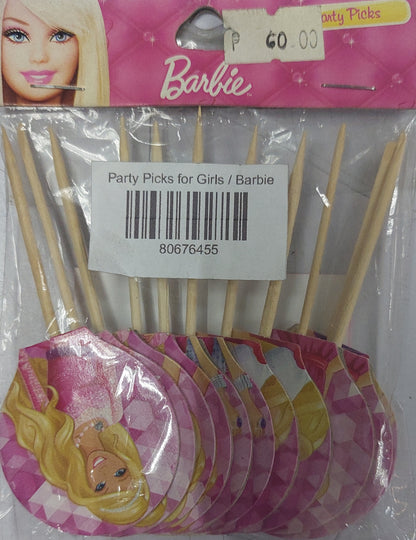 Party Picks
P 60.00
Barbie
Party Picks for Girls / Barbie
80676455